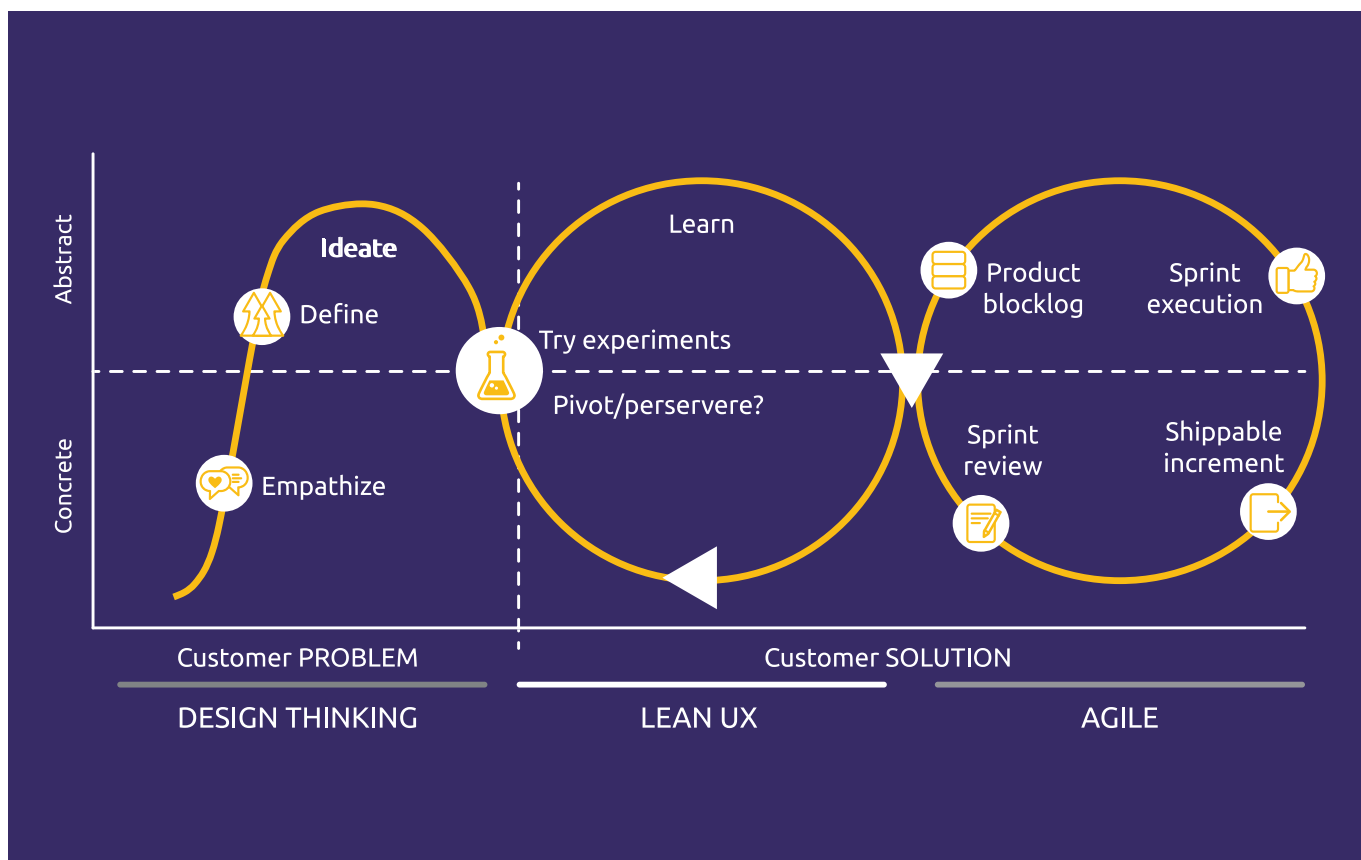 Abstract
Concrete
Ideate
Define
Empathize
Learn
Try experiments
Pivot/perservere?
Product
blocklog
Sprint
execution
Sprint
review
Shippable
increment
Customer PROBLEM
Customer SOLUTION
DESIGN THINKING
LEAN UX
AGILE